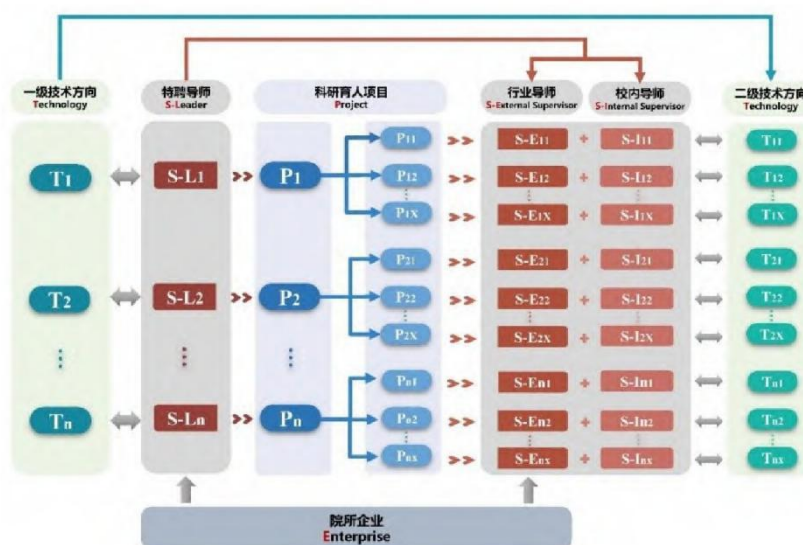 一级技术方向
Technology
特聘导师
S-Leader
科研育人项目
Project
行业导师
S-External Supervisor
校内导师
S-Internal Supervisor
二级技术方向
Technology
T1
S-L1
P1
P11
S-E11 + S-I11
T11
P12
S-E12 + S-I12
T12
P1X
S-E1X + S-I1X
T1X
T2
S-L2
P2
P21
S-E21 + S-I21
T21
P22
S-E22 + S-I22
T22
P2X
S-E2X + S-I2X
T2X
Tn
S-Ln
Pn
Pn1
S-En1 + S-In1
Tn1
Pn2
S-En2 + S-In2
Tn2
Pnx
S-Enx + S-Inx
Tnx
院所企业
Enterprise